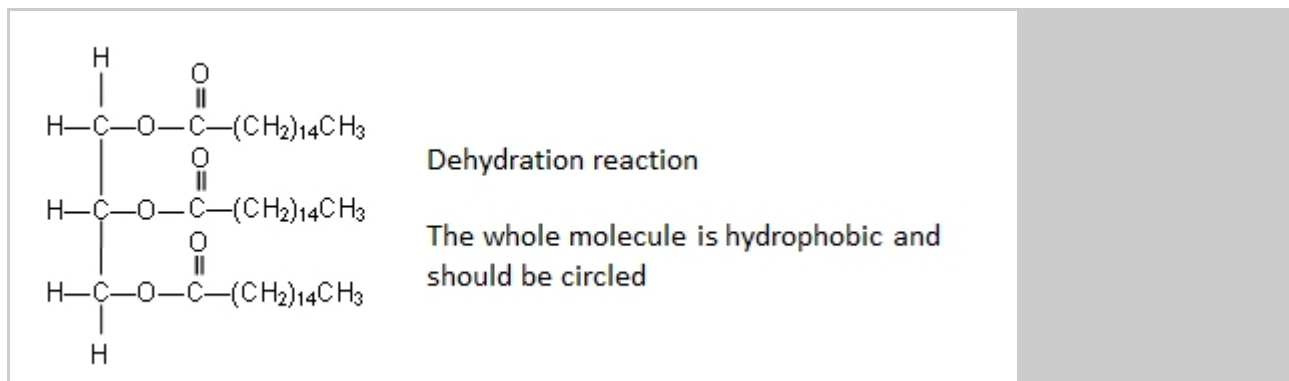 H
O
H—C—O—C—(CH₂)₁₄CH₃
O
Dehydration reaction
H—C—O—C—(CH₂)₁₄CH₃
The whole molecule is hydrophobic and
should be circled
O
H—C—O—C—(CH₂)₁₄CH₃
H